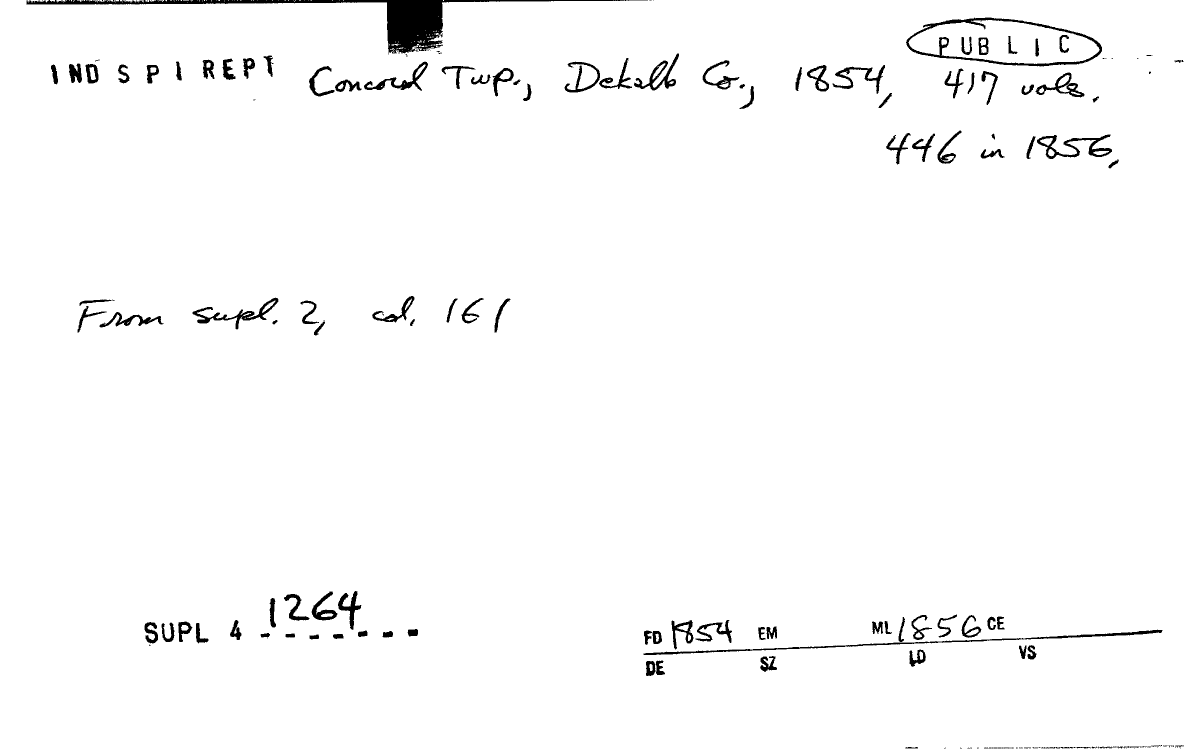 PUBLIC
IND S P I REPT Concord Twp., Dekalb Co., 1854, 417 vols.
446 in 1856,
From supl. 2, col. 161
SUPL 4 1264
FD 1854 EM ML 1856 CE
DE SZ LD VS